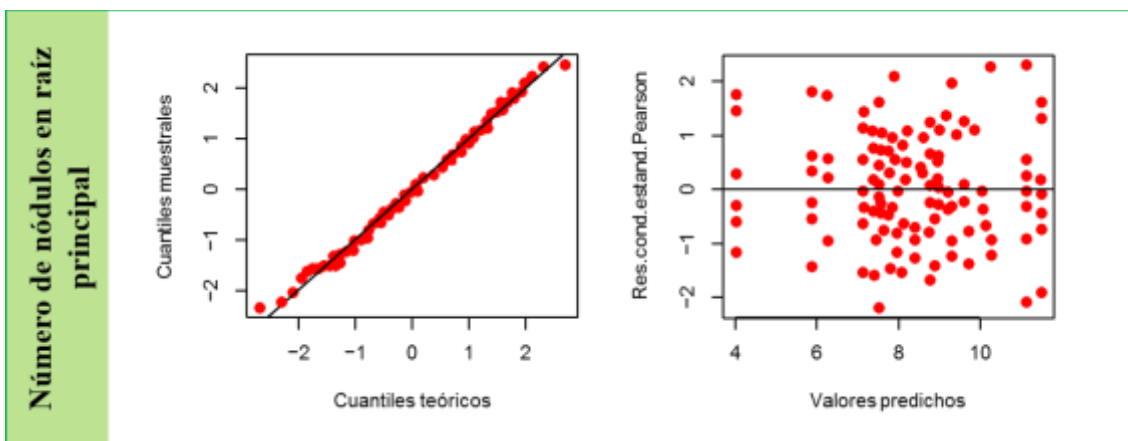 Número de nódulos en raíz
principal
Cuantiles muestrales
2
1
0
−1
−2
−2 −1 0 1 2
Cuantiles teóricos
Res.cond.estand.Pearson
2
1
0
−1
−2
4 6 8 10
Valores predichos